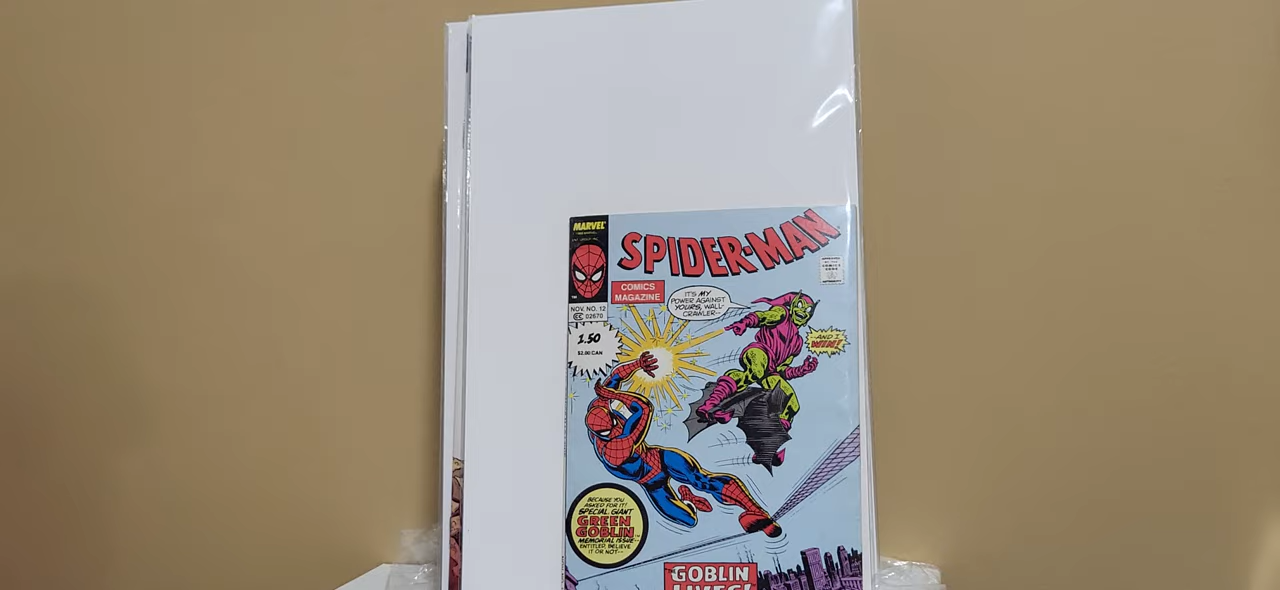 MARVEL
SPIDER-MAN
COMICS
MAGAZINE
NOV. NO. 12
CC 02670
1.50
$2.00 CAN
IT'S MY
POWER AGAINST
YOURS, WALL-
CRAWLER--
--AND I
WIN!
BECAUSE YOU
ASKED FOR IT!
SPECIAL GIANT
GREEN
GOBLIN
MEMORIAL ISSUE--
ENTITLED, BELIEVE
IT OR NOT--
GOBLIN
LIVES!